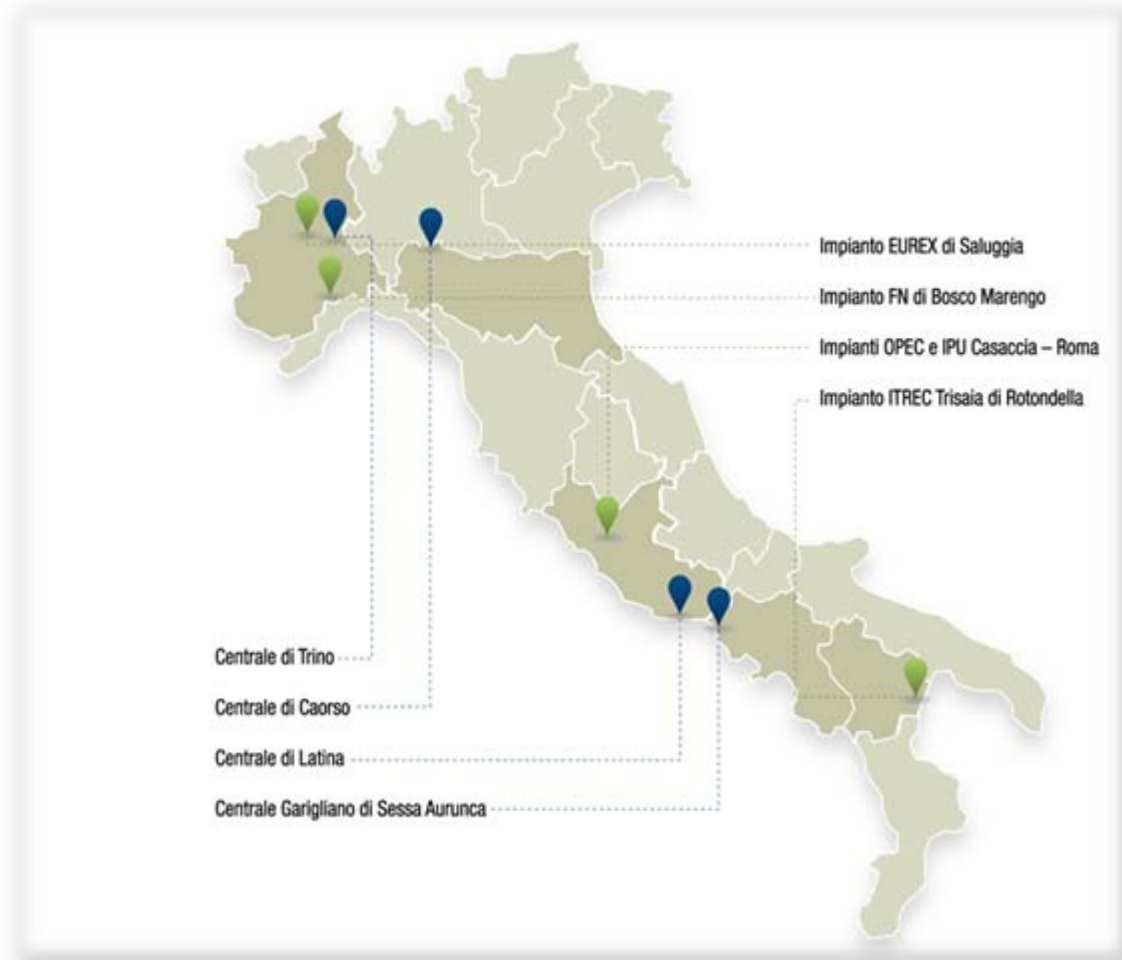 Impianto EUREX di Saluggia
Impianto FN di Bosco Marengo
Impianti OPEC e IPU Casaccia – Roma
Impianto ITREC Trisaia di Rotondella
Centrale di Trino
Centrale di Caorso
Centrale di Latina
Centrale Garigliano di Sessa Aurunca